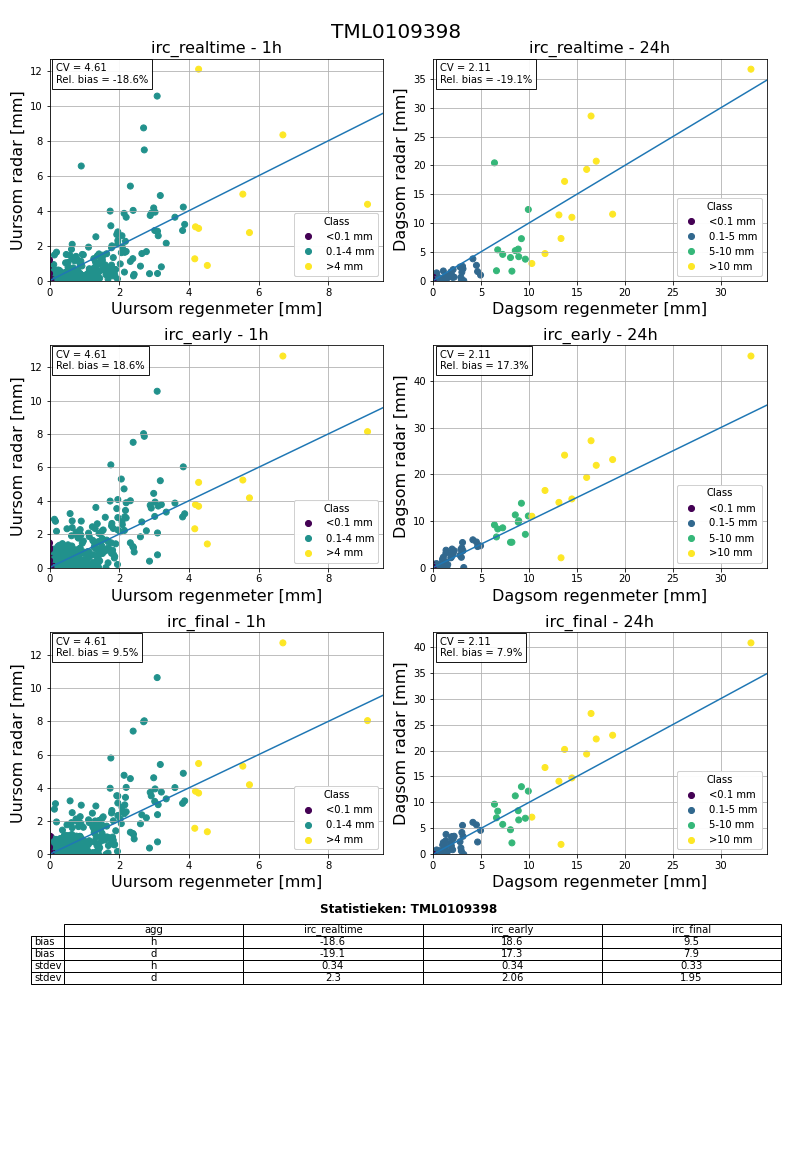 TML0109398
irc_realtime - 1h
CV = 4.61
Rel. bias = -18.6%
Uursom radar [mm]
12
10
8
6
4
2
0
0 2 4 6 8
Class
<0.1 mm
0.1-4 mm
>4 mm
Uursom regenmeter [mm]
irc_realtime - 24h
CV = 2.11
Rel. bias = -19.1%
Dagsom radar [mm]
35
30
25
20
15
10
5
0
0 5 10 15 20 25 30
Class
<0.1 mm
0.1-5 mm
5-10 mm
>10 mm
Dagsom regenmeter [mm]
irc_early - 1h
CV = 4.61
Rel. bias = 18.6%
Uursom radar [mm]
12
10
8
6
4
2
0
0 2 4 6 8
Class
<0.1 mm
0.1-4 mm
>4 mm
Uursom regenmeter [mm]
irc_early - 24h
CV = 2.11
Rel. bias = 17.3%
Dagsom radar [mm]
40
30
20
10
0
0 5 10 15 20 25 30
Class
<0.1 mm
0.1-5 mm
5-10 mm
>10 mm
Dagsom regenmeter [mm]
irc_final - 1h
CV = 4.61
Rel. bias = 9.5%
Uursom radar [mm]
12
10
8
6
4
2
0
0 2 4 6 8
Class
<0.1 mm
0.1-4 mm
>4 mm
Uursom regenmeter [mm]
irc_final - 24h
CV = 2.11
Rel. bias = 7.9%
Dagsom radar [mm]
40
35
30
25
20
15
10
5
0
0 5 10 15 20 25 30
Class
<0.1 mm
0.1-5 mm
5-10 mm
>10 mm
Dagsom regenmeter [mm]
Statistieken: TML0109398
agg irc_realtime irc_early irc_final
bias h -18.6 18.6 9.5
bias d -19.1 17.3 7.9
stdev h 0.34 0.34 0.33
stdev d 2.3 2.06 1.95